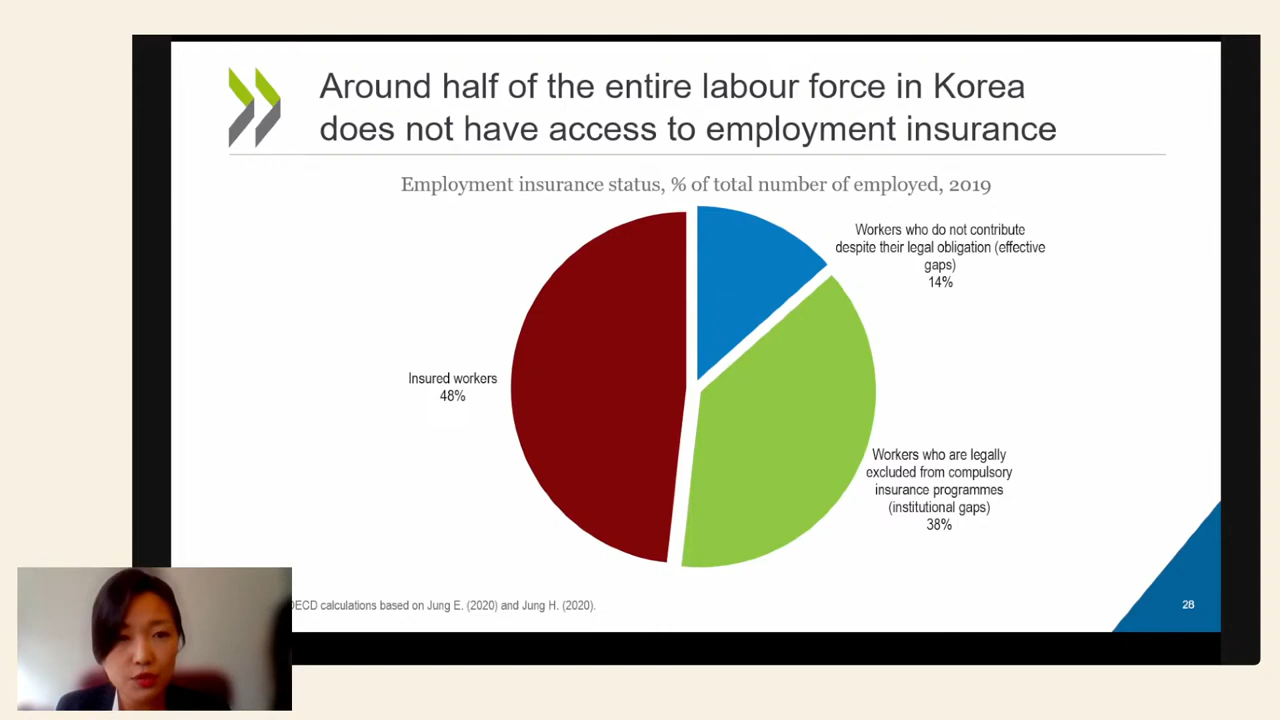 Around half of the entire labour force in Korea
does not have access to employment insurance
Employment insurance status, % of total number of employed, 2019
Workers who do not contribute
despite their legal obligation (effective
gaps)
14%
Insured workers
48%
Workers who are legally
excluded from compulsory
insurance programmes
(institutional gaps)
38%
OECD calculations based on Jung E. (2020) and Jung H. (2020).
28